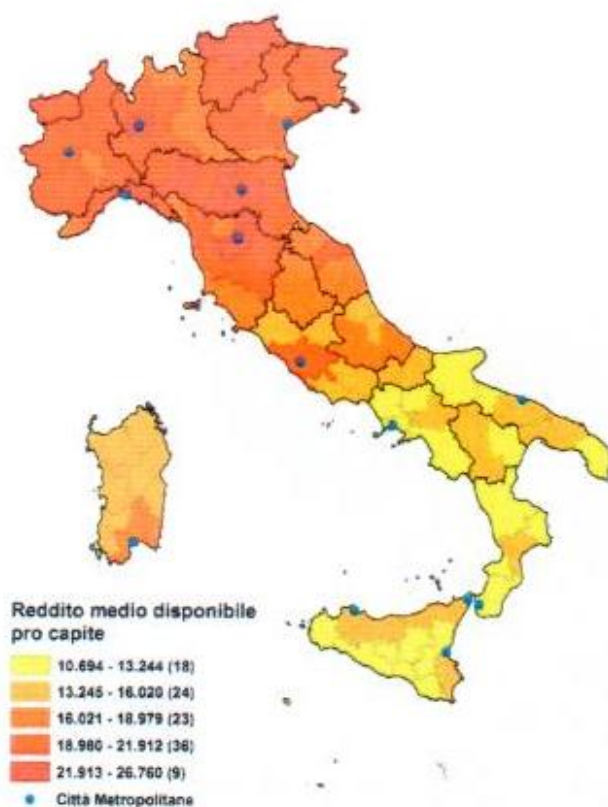 Reddito medio disponibile
pro capite
10.694 - 13.244 (18)
13.245 - 16.020 (24)
16.021 - 18.979 (23)
18.980 - 21.912 (36)
21.913 - 26.760 (9)
Città Metropolitane